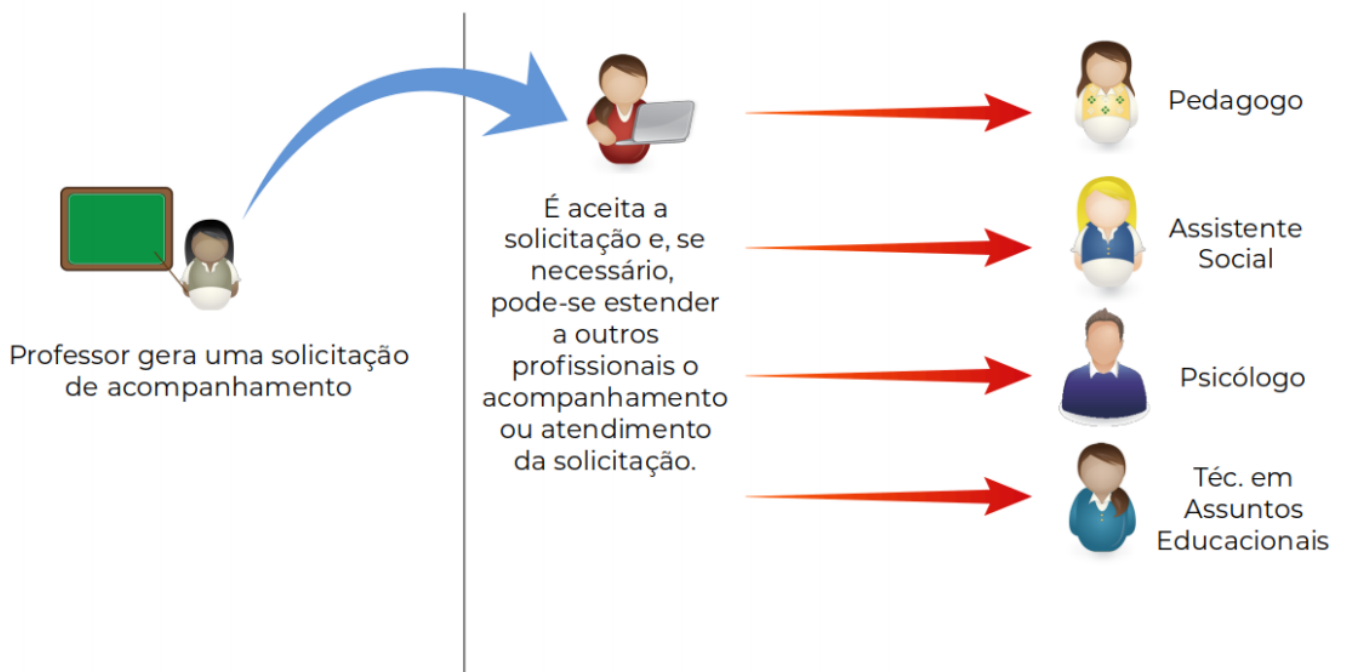 Professor gera uma solicitação
de acompanhamento
É aceita a
solicitação e, se
necessário,
pode-se estender
a outros
profissionais o
acompanhamento
ou atendimento
da solicitação.
Pedagogo
Assistente
Social
Psicólogo
Téc. em
Assuntos
Educacionais